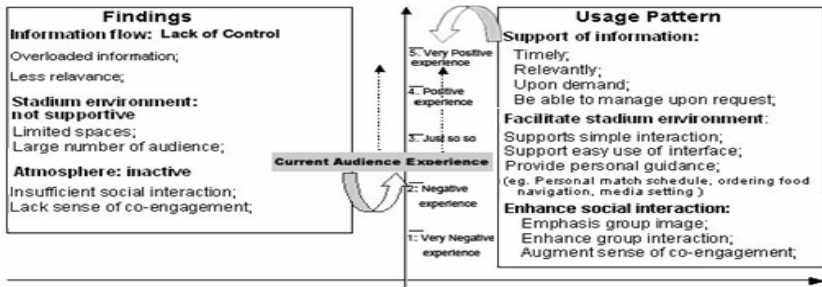 Findings
Information flow: Lack of Control
Overloaded information;
Less relavance;
Stadium environment:
not supportive
Limited spaces;
Large number of audience;
Atmosphere: inactive
Insufficient social interaction;
Lack sense of co-engagement;
5. Very Positive
experience
4. Positive
experience
3. Just so so
Current Audience Experience
2. Negative
experience
1. Very Negative
experience
Usage Pattern
Support of information:
Timely;
Relevantly;
Upon demand;
Be able to manage upon request;
Facilitate stadium environment:
Supports simple interaction;
Support easy use of interface;
Provide personal guidance;
(eg. Personal match schedule, ordering food
navigation, media setting)
Enhance social interaction:
Emphasis group image;
Enhance group interaction;
Augment sense of co-engagement;